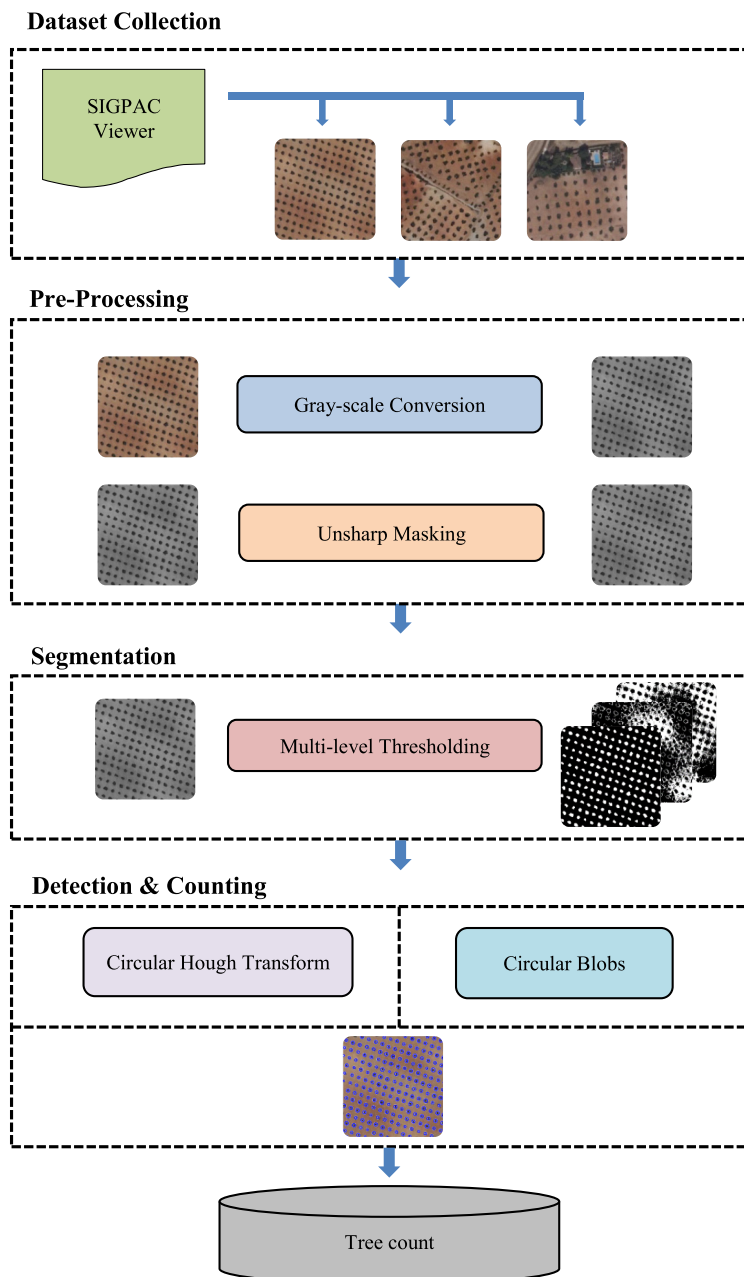 Dataset Collection
SIGPAC
Viewer
Pre-Processing
Gray-scale Conversion
Unsharp Masking
Segmentation
Multi-level Thresholding
Detection & Counting
Circular Hough Transform
Circular Blobs
Tree count